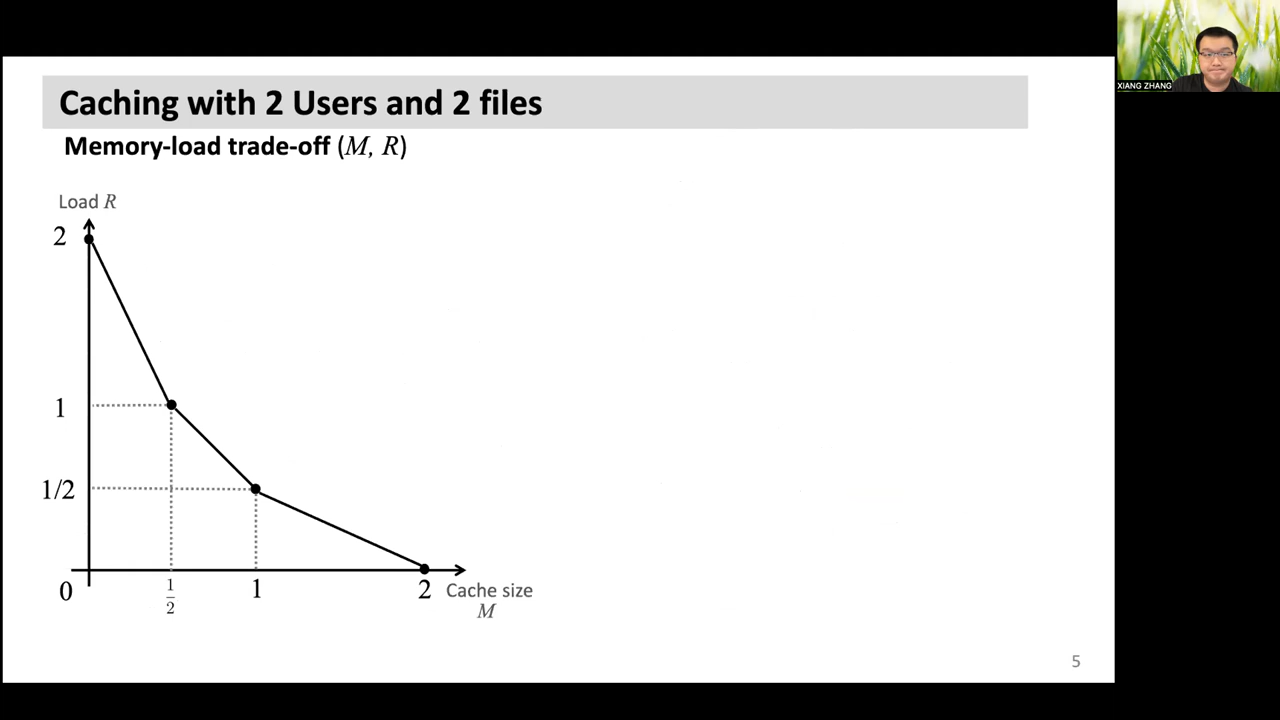 XIANG ZHANG
Caching with 2 Users and 2 files
Memory-load trade-off (M, R)
Load R
2
1
1/2
0
1/2
1
2
Cache size
M
5